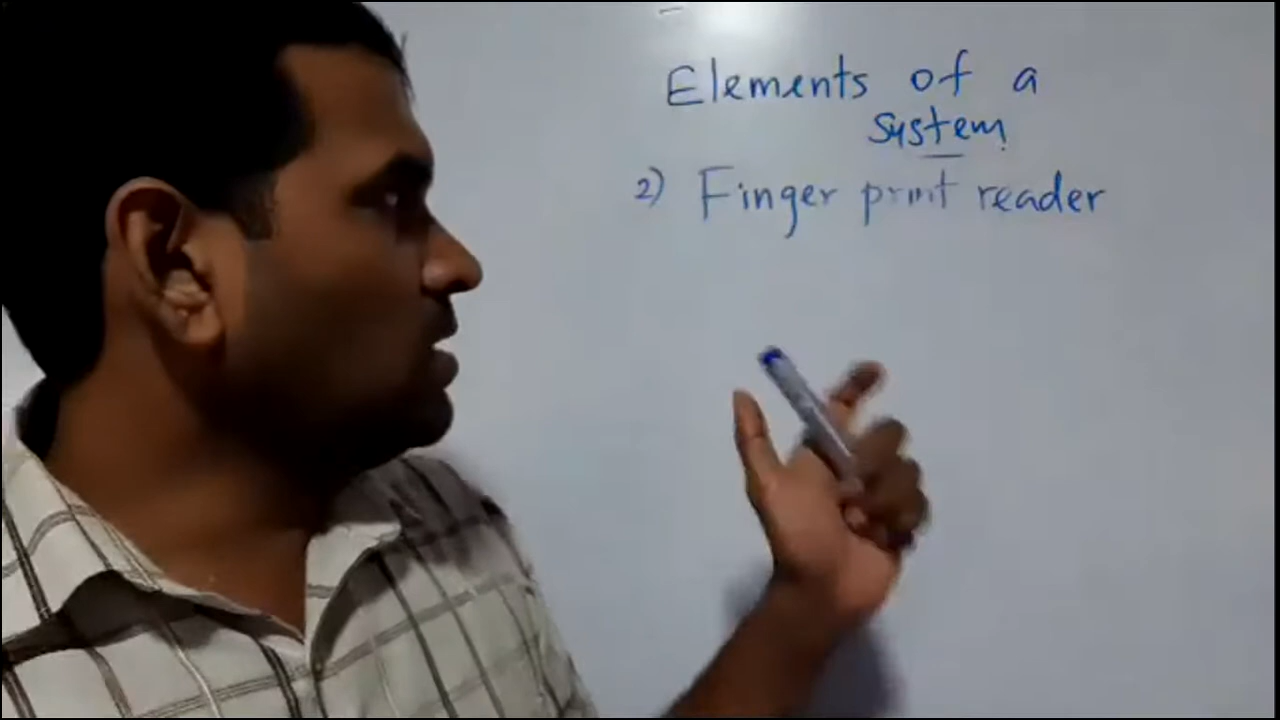 Elements of a
system
2) Finger print reader